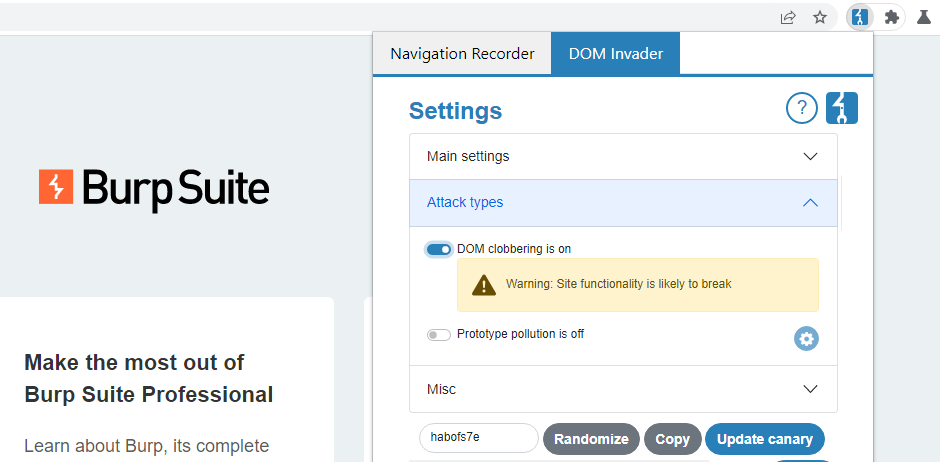 Navigation Recorder
DOM Invader
Settings
?
Main settings
Attack types
DOM clobbering is on
Warning: Site functionality is likely to break
Prototype pollution is off
Misc
habofs7e
Randomize
Copy
Update canary
Burp Suite
Make the most out of
Burp Suite Professional
Learn about Burp, its complete